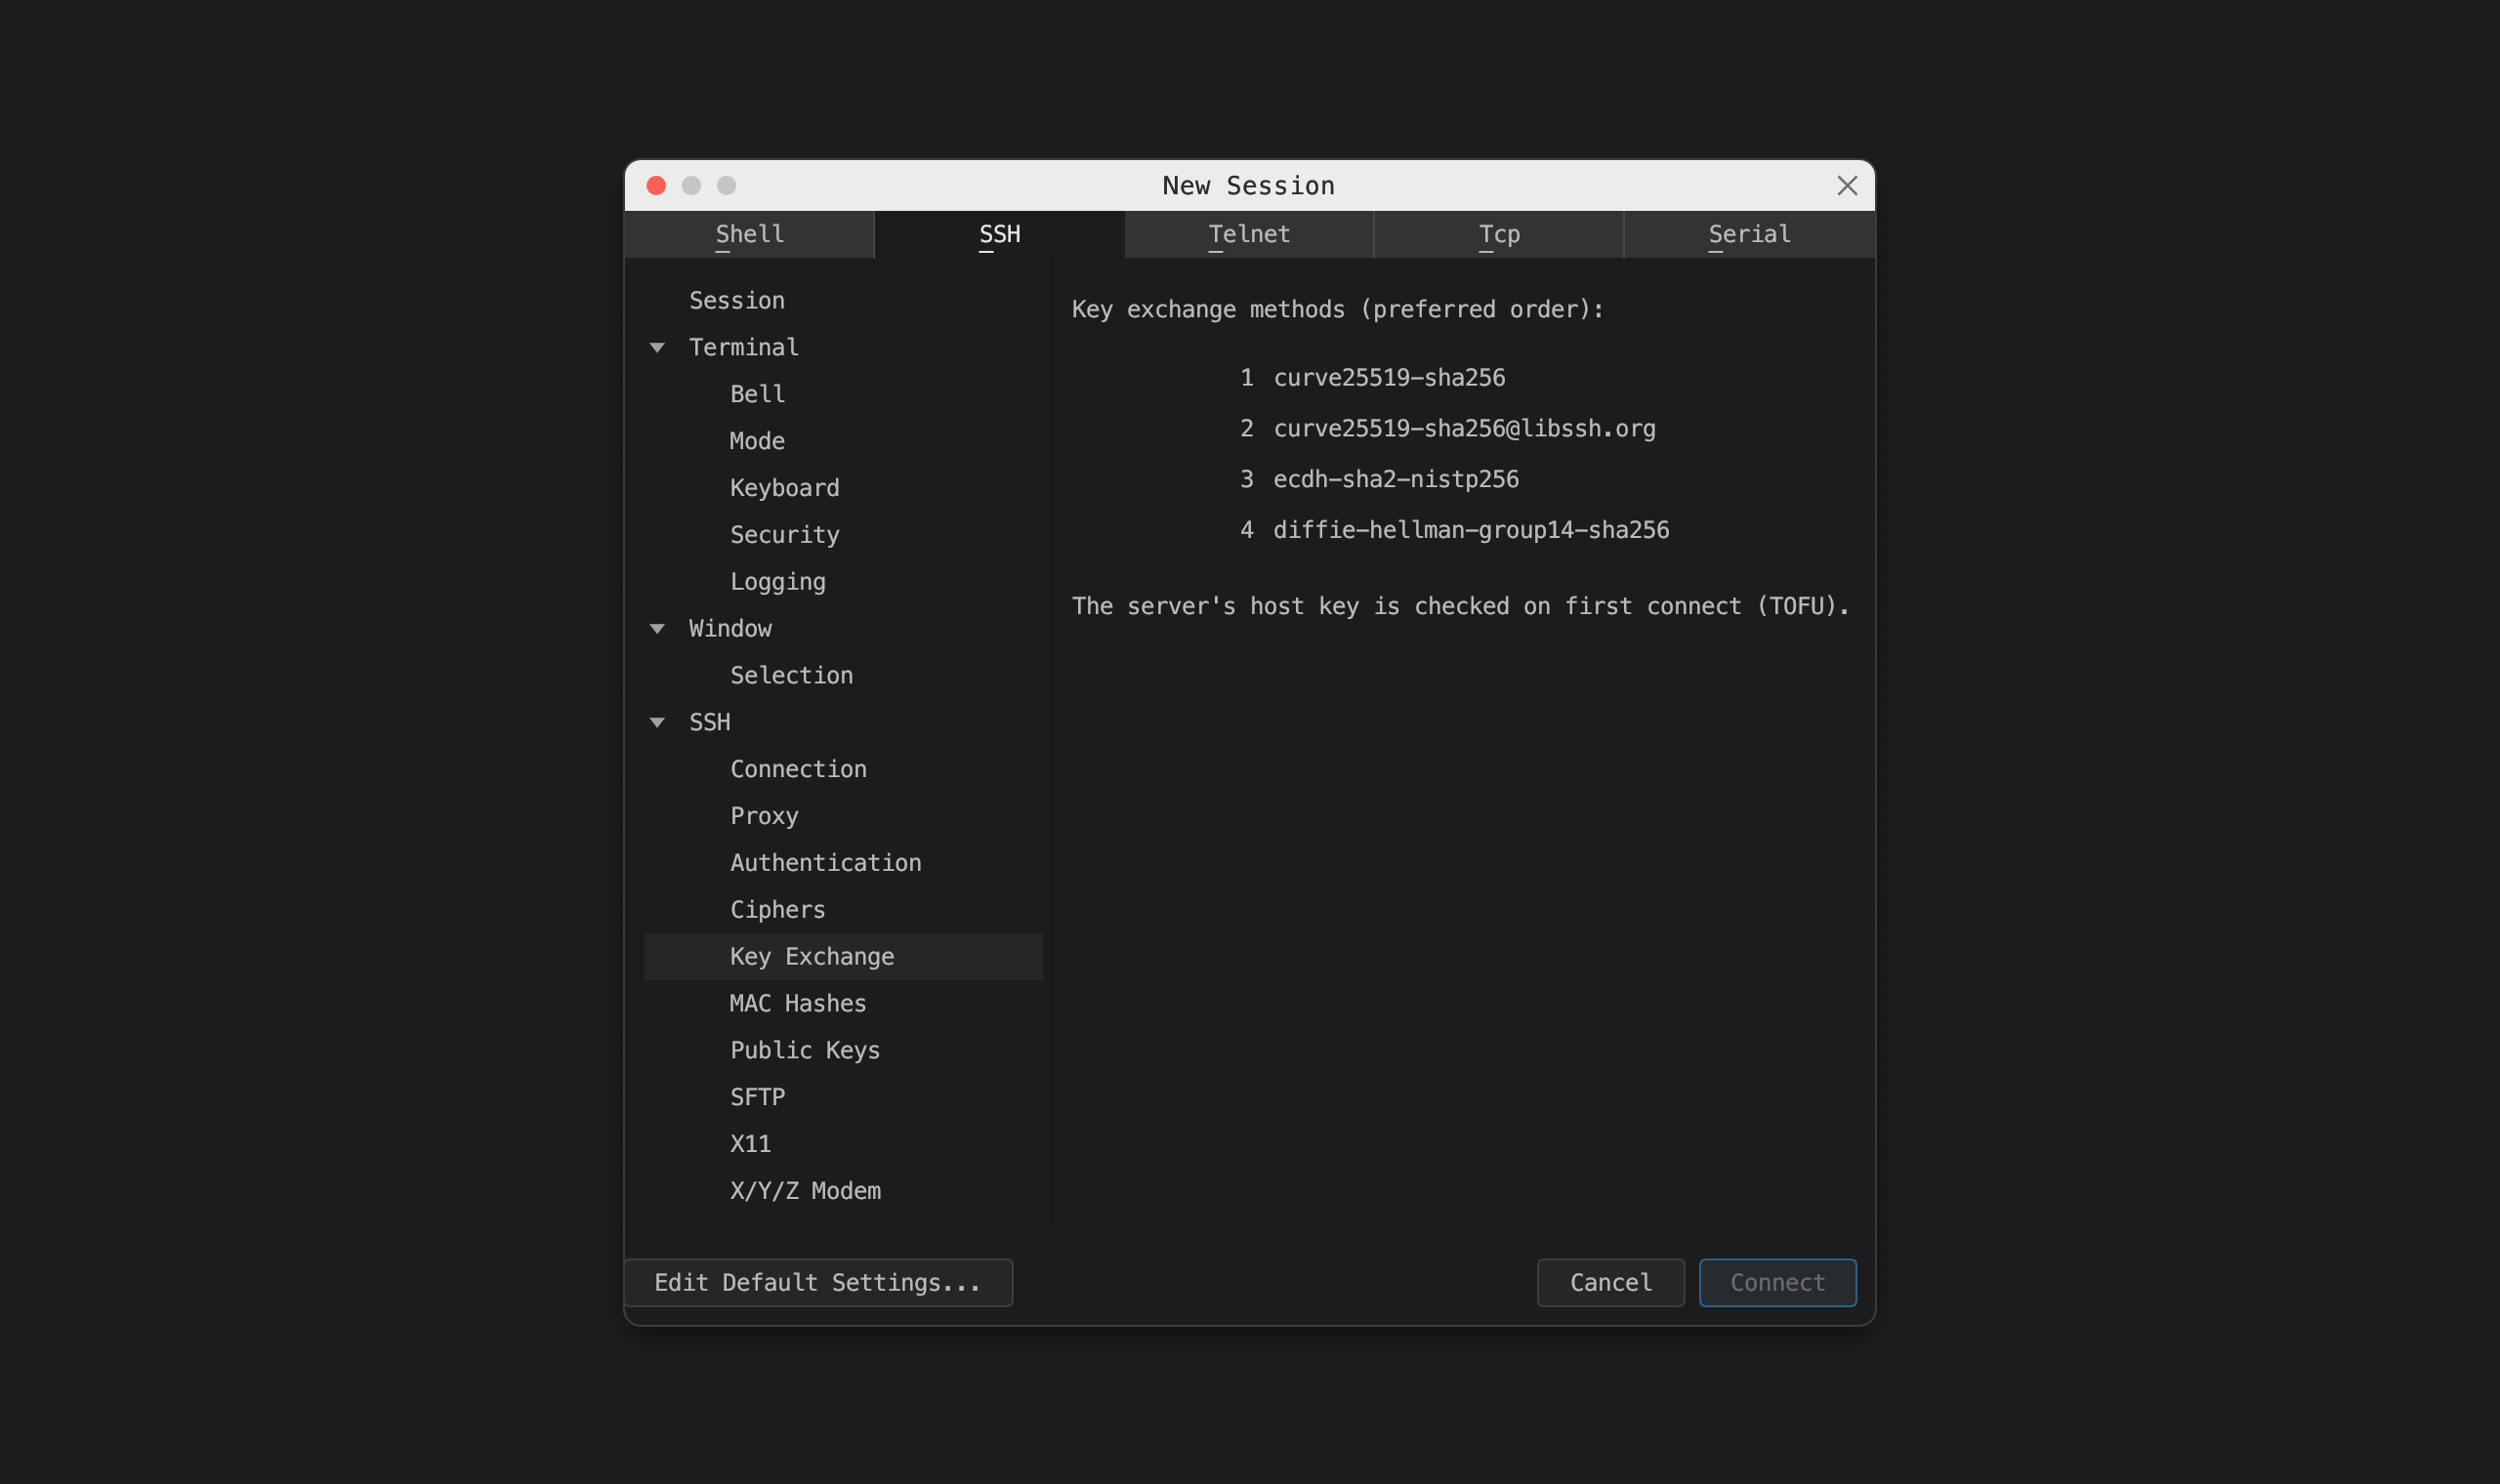 New Session
Shell
SSH
Telnet
Tcp
Serial
Session
Terminal
Bell
Mode
Keyboard
Security
Logging
Window
Selection
SSH
Connection
Proxy
Authentication
Ciphers
Key Exchange
MAC Hashes
Public Keys
SFTP
X11
X/Y/Z Modem
Key exchange methods (preferred order):
1 curve25519-sha256
2 curve25519-sha256@libssh.org
3 ecdh-sha2-nistp256
4 diffie-hellman-group14-sha256
The server's host key is checked on first connect (TOFU).
Edit Default Settings...
Cancel
Connect